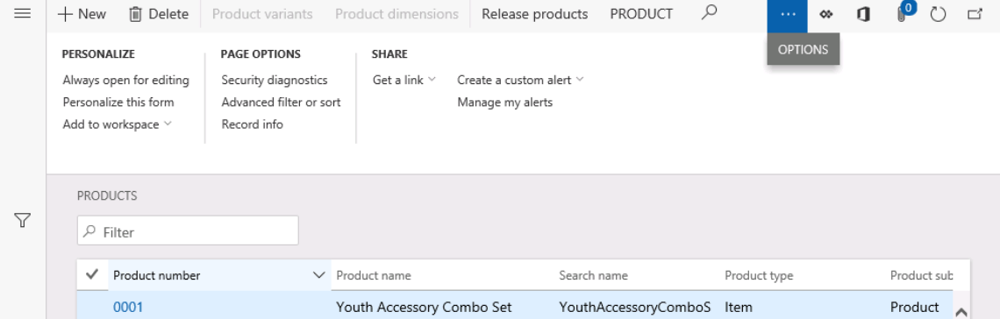 New Delete Product variants Product dimensions Release products PRODUCT 0
OPTIONS
PERSONALIZE PAGE OPTIONS SHARE
Always open for editing Security diagnostics Get a link Create a custom alert
Personalize this form Advanced filter or sort Manage my alerts
Add to workspace Record info
PRODUCTS
Filter
Product number Product name Search name Product type Product sub
0001 Youth Accessory Combo Set YouthAccessoryComboS Item Product